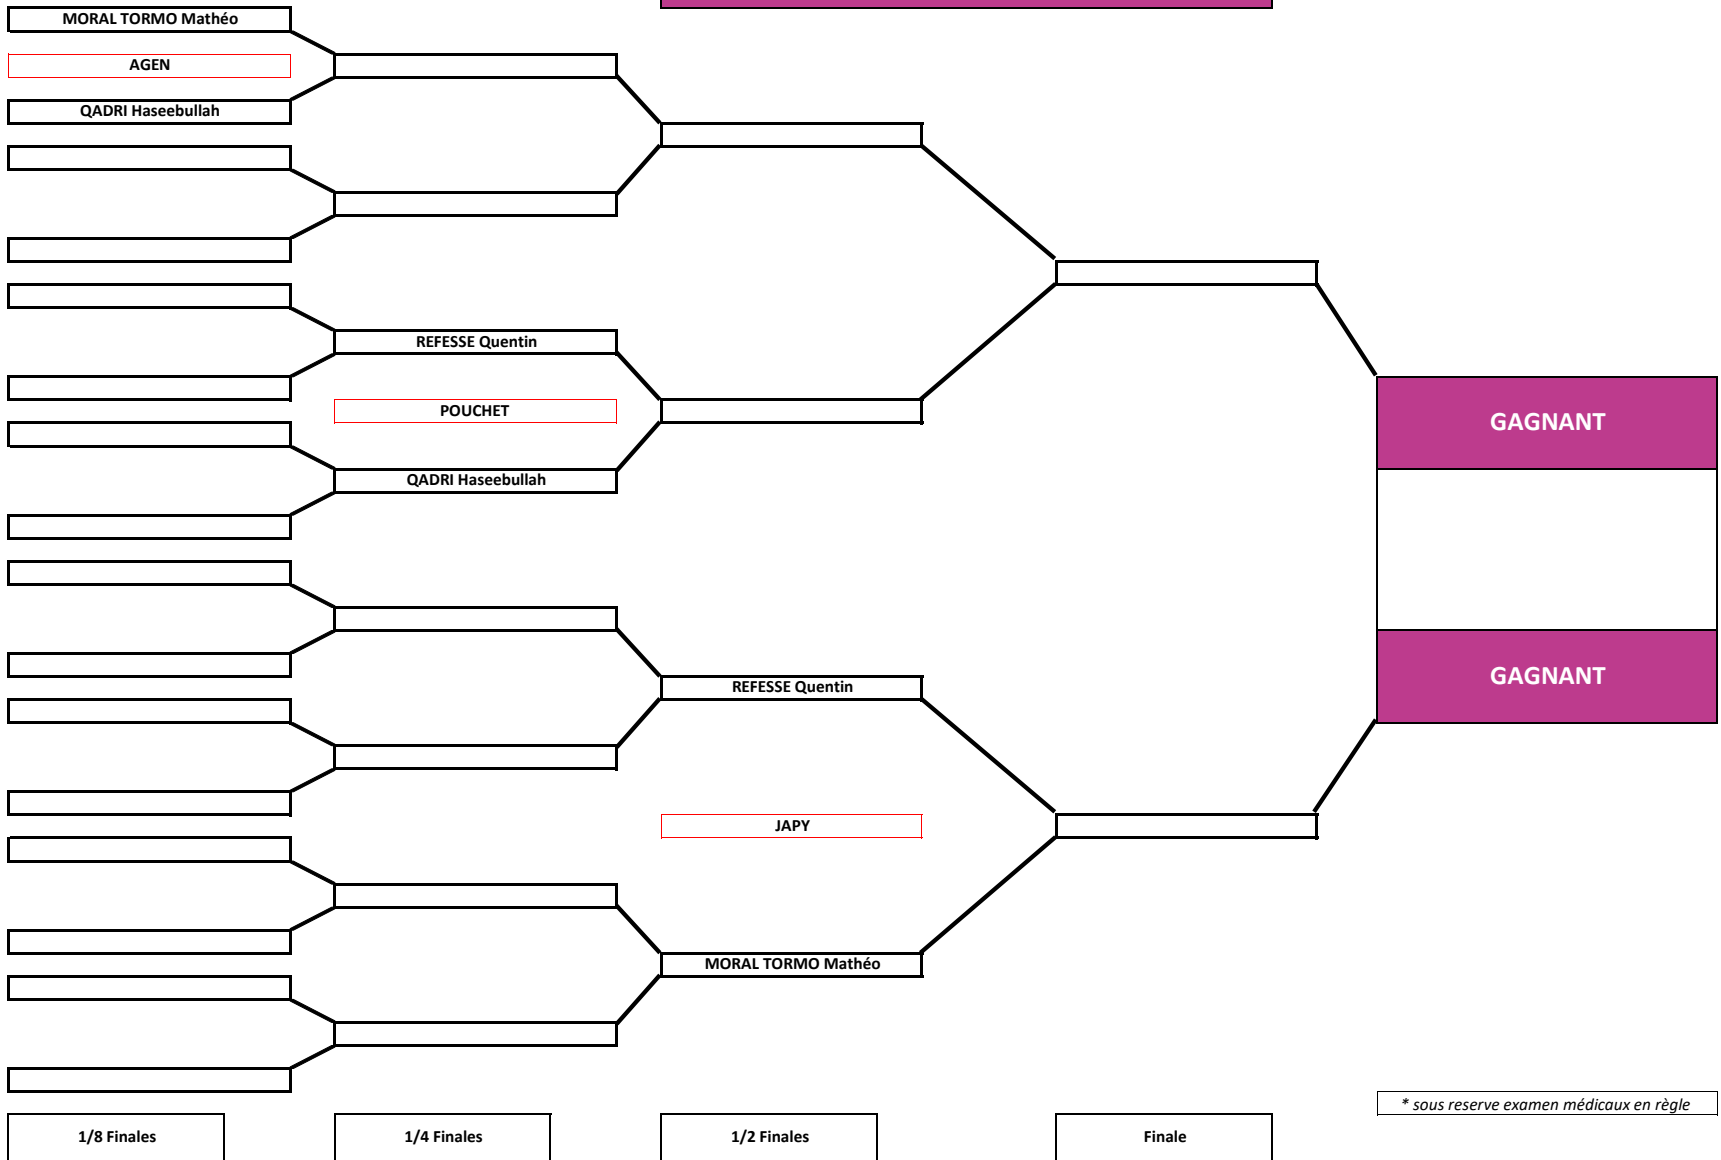 MORAL TORMO Mathéo
AGEN
QADRI Haseebullah
REFESSE Quentin
POUCHET
GAGNANT
QADRI Haseebullah
GAGNANT
REFESSE Quentin
JAPY
MORAL TORMO Mathéo
* sous reserve examen médicaux en règle
1/8 Finales
1/4 Finales
1/2 Finales
Finale